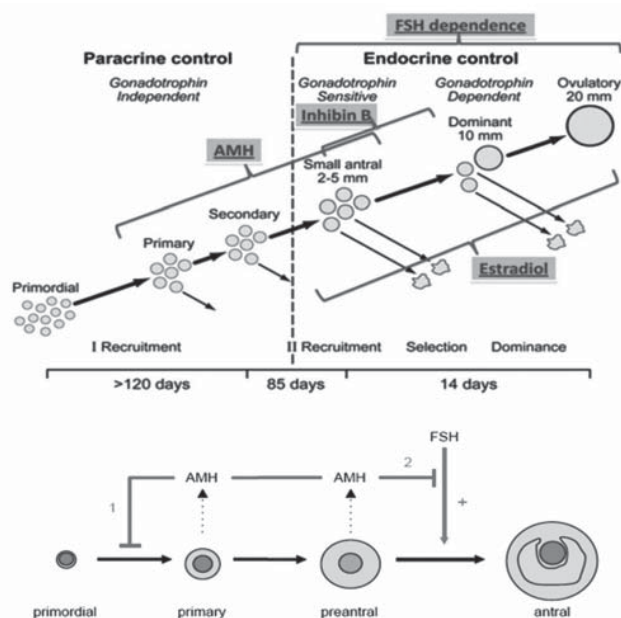 FSH dependence
Paracrine control
Endocrine control
Gonadotrophin
Independent
Gonadotrophin
Sensitive
Gonadotrophin
Dependent
Ovulatory
20 mm
Inhibin B
Dominant
10 mm
AMH
Small antral
2-5 mm
Secondary
Primary
Primordial
Estradiol
I Recruitment
II Recruitment
Selection
Dominance
>120 days
85 days
14 days
FSH
AMH
AMH
2
1
+
primordial
primary
preantral
antral